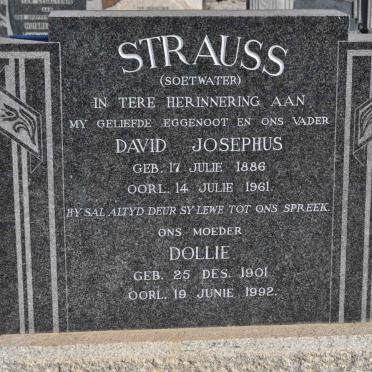 STRAUSS
(SOETWATER)
IN TERE HERINNERING AAN
MY GELIEFDE EGGENOOT EN ONS VADER
DAVID JOSEPHUS
GEB. 17 JULIE 1886
OORL. 14 JULIE 1961.
HY SAL ALTYD DEUR SY LEWE TOT ONS SPREEK.
ONS MOEDER
DOLLIE
GEB. 25 DES. 1901
OORL. 19 JUNIE 1992.